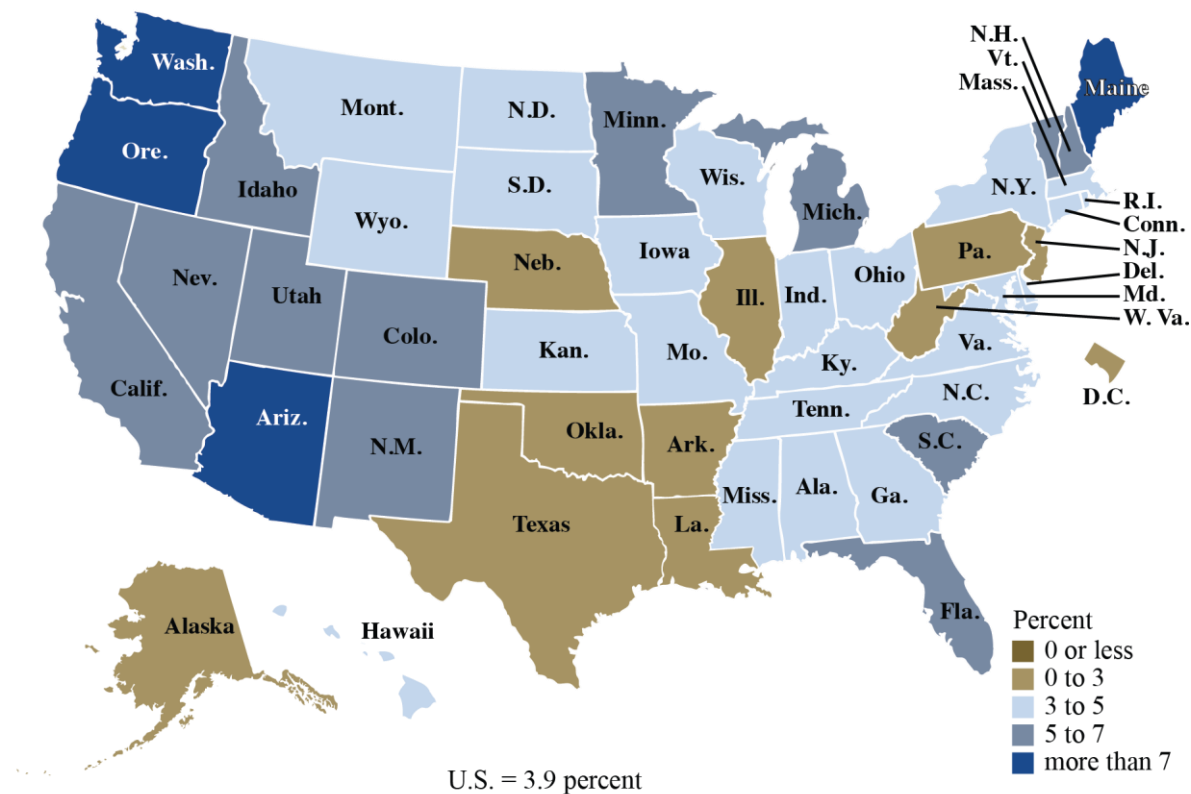 N.H.
Vt.
Mass.
Wash.
Maine
Mont.
N.D.
Minn.
Ore.
Idaho
S.D.
Wis.
N.Y.
Mich.
R.I.
Wyo.
Conn.
Iowa
N.J.
Neb.
Pa.
Ohio
Del.
Nev.
Utah
Ill.
Ind.
Md.
W. Va.
Colo.
Kan.
Mo.
Ky.
Va.
Calif.
N.C.
D.C.
Ariz.
Tenn.
Okla.
N.M.
Ark.
S.C.
Miss.
Ala.
Ga.
Texas
La.
Fla.
Alaska
Hawaii
Percent
0 or less
0 to 3
3 to 5
5 to 7
more than 7
U.S. = 3.9 percent